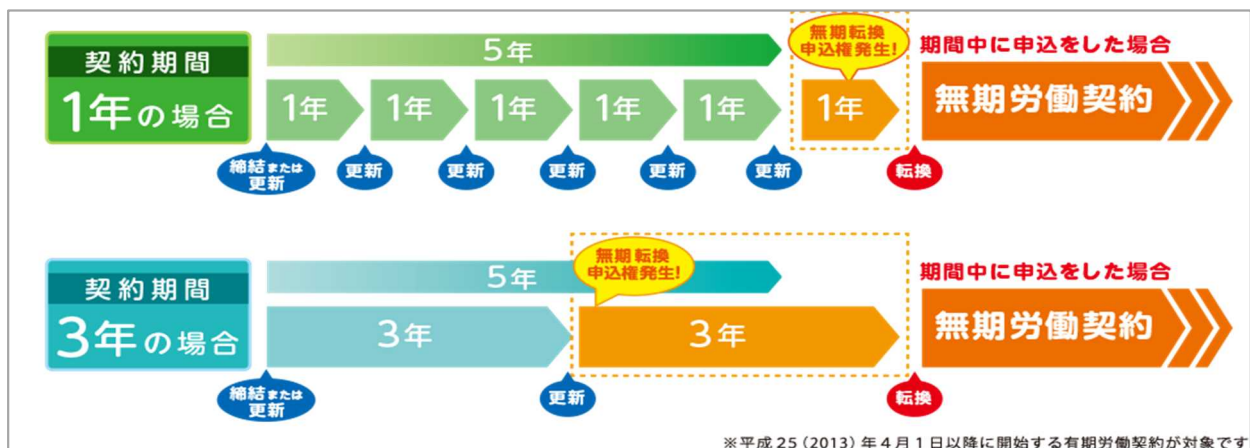 契約期間
1年の場合
5年
1年
1年
1年
1年
1年
無期転換
申込権発生!
1年
期間中に申込をした場合
無期労働契約
締結または
更新
更新
更新
更新
更新
更新
転換
契約期間
3年の場合
5年
無期転換
申込権発生!
3年
3年
期間中に申込をした場合
無期労働契約
締結または
更新
更新
転換
※平成25(2013)年4月1日以降に開始する有期労働契約が対象です